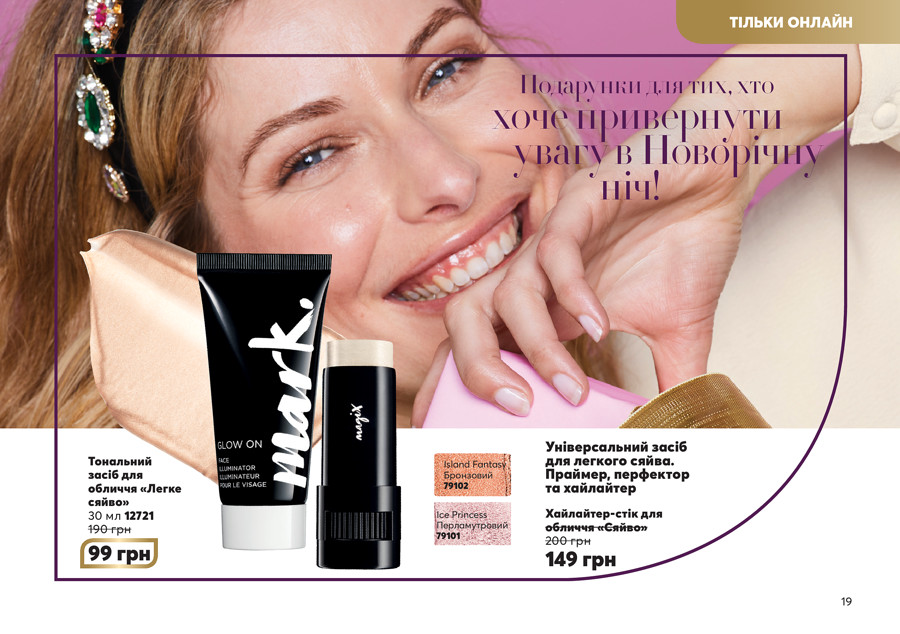 ТІЛЬКИ ОНЛАЙН
Подарунки для тих, хто
хоче привернути
увагу в Новорічну
ніч!
mark.
GLOW ON
FACE
ILLUMINATOR
ILLUMINATEUR
POUR LE VISAGE
magix
Тональний
засіб для
обличчя «Легке
сяйво»
30 мл 12721
190 грн
99 грн
Island Fantasy
Бронзовий
79102
Ice Princess
Перламутровий
79101
Універсальний засіб
для легкого сяйва.
Праймер, перфектор
та хайлайтер
Хайлайтер-стік для
обличчя «Сяйво»
200 грн
149 грн
19